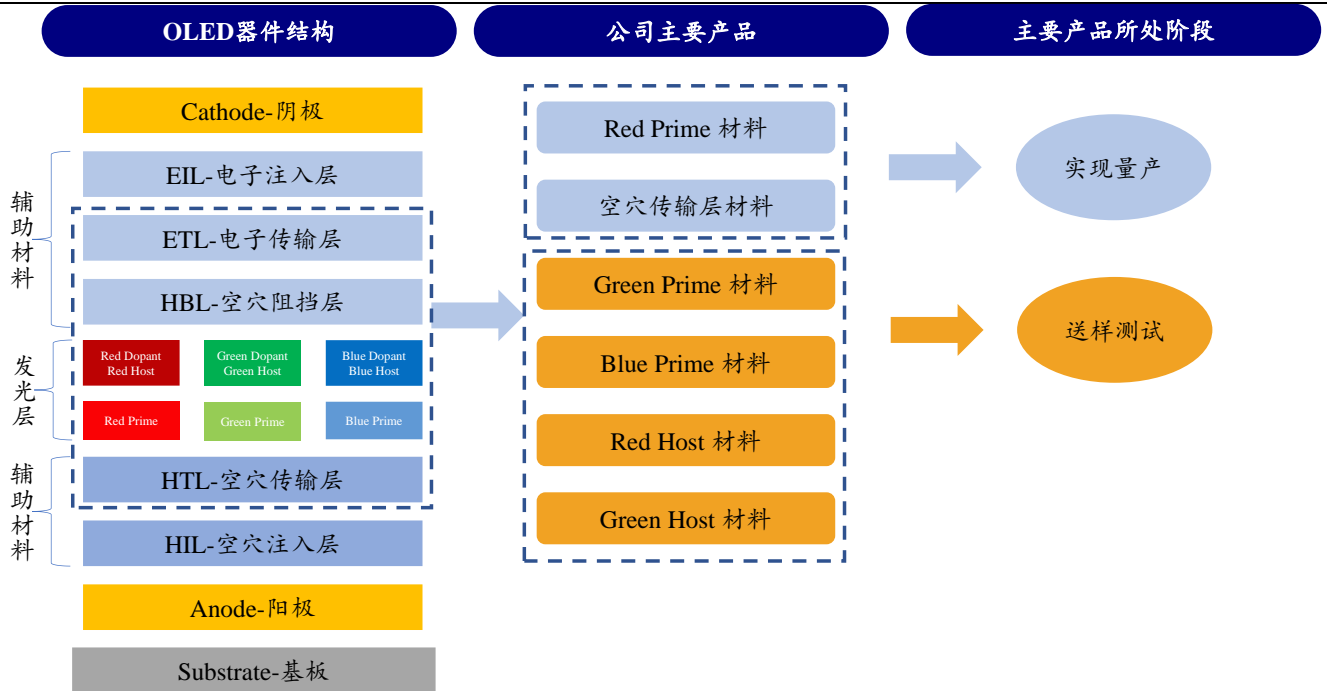 OLED器件结构
公司主要产品
主要产品所处阶段
Cathode-阴极
EIL-电子注入层
ETL-电子传输层
HBL-空穴阻挡层
辅助材料
Red Dopant
Red Host
Green Dopant
Green Host
Blue Dopant
Blue Host
Red Prime
Green Prime
Blue Prime
发光层
HTL-空穴传输层
HIL-空穴注入层
辅助材料
Anode-阳极
Substrate-基板
Red Prime 材料
空穴传输层材料
Green Prime 材料
Blue Prime 材料
Red Host 材料
Green Host 材料
实现量产
送样测试